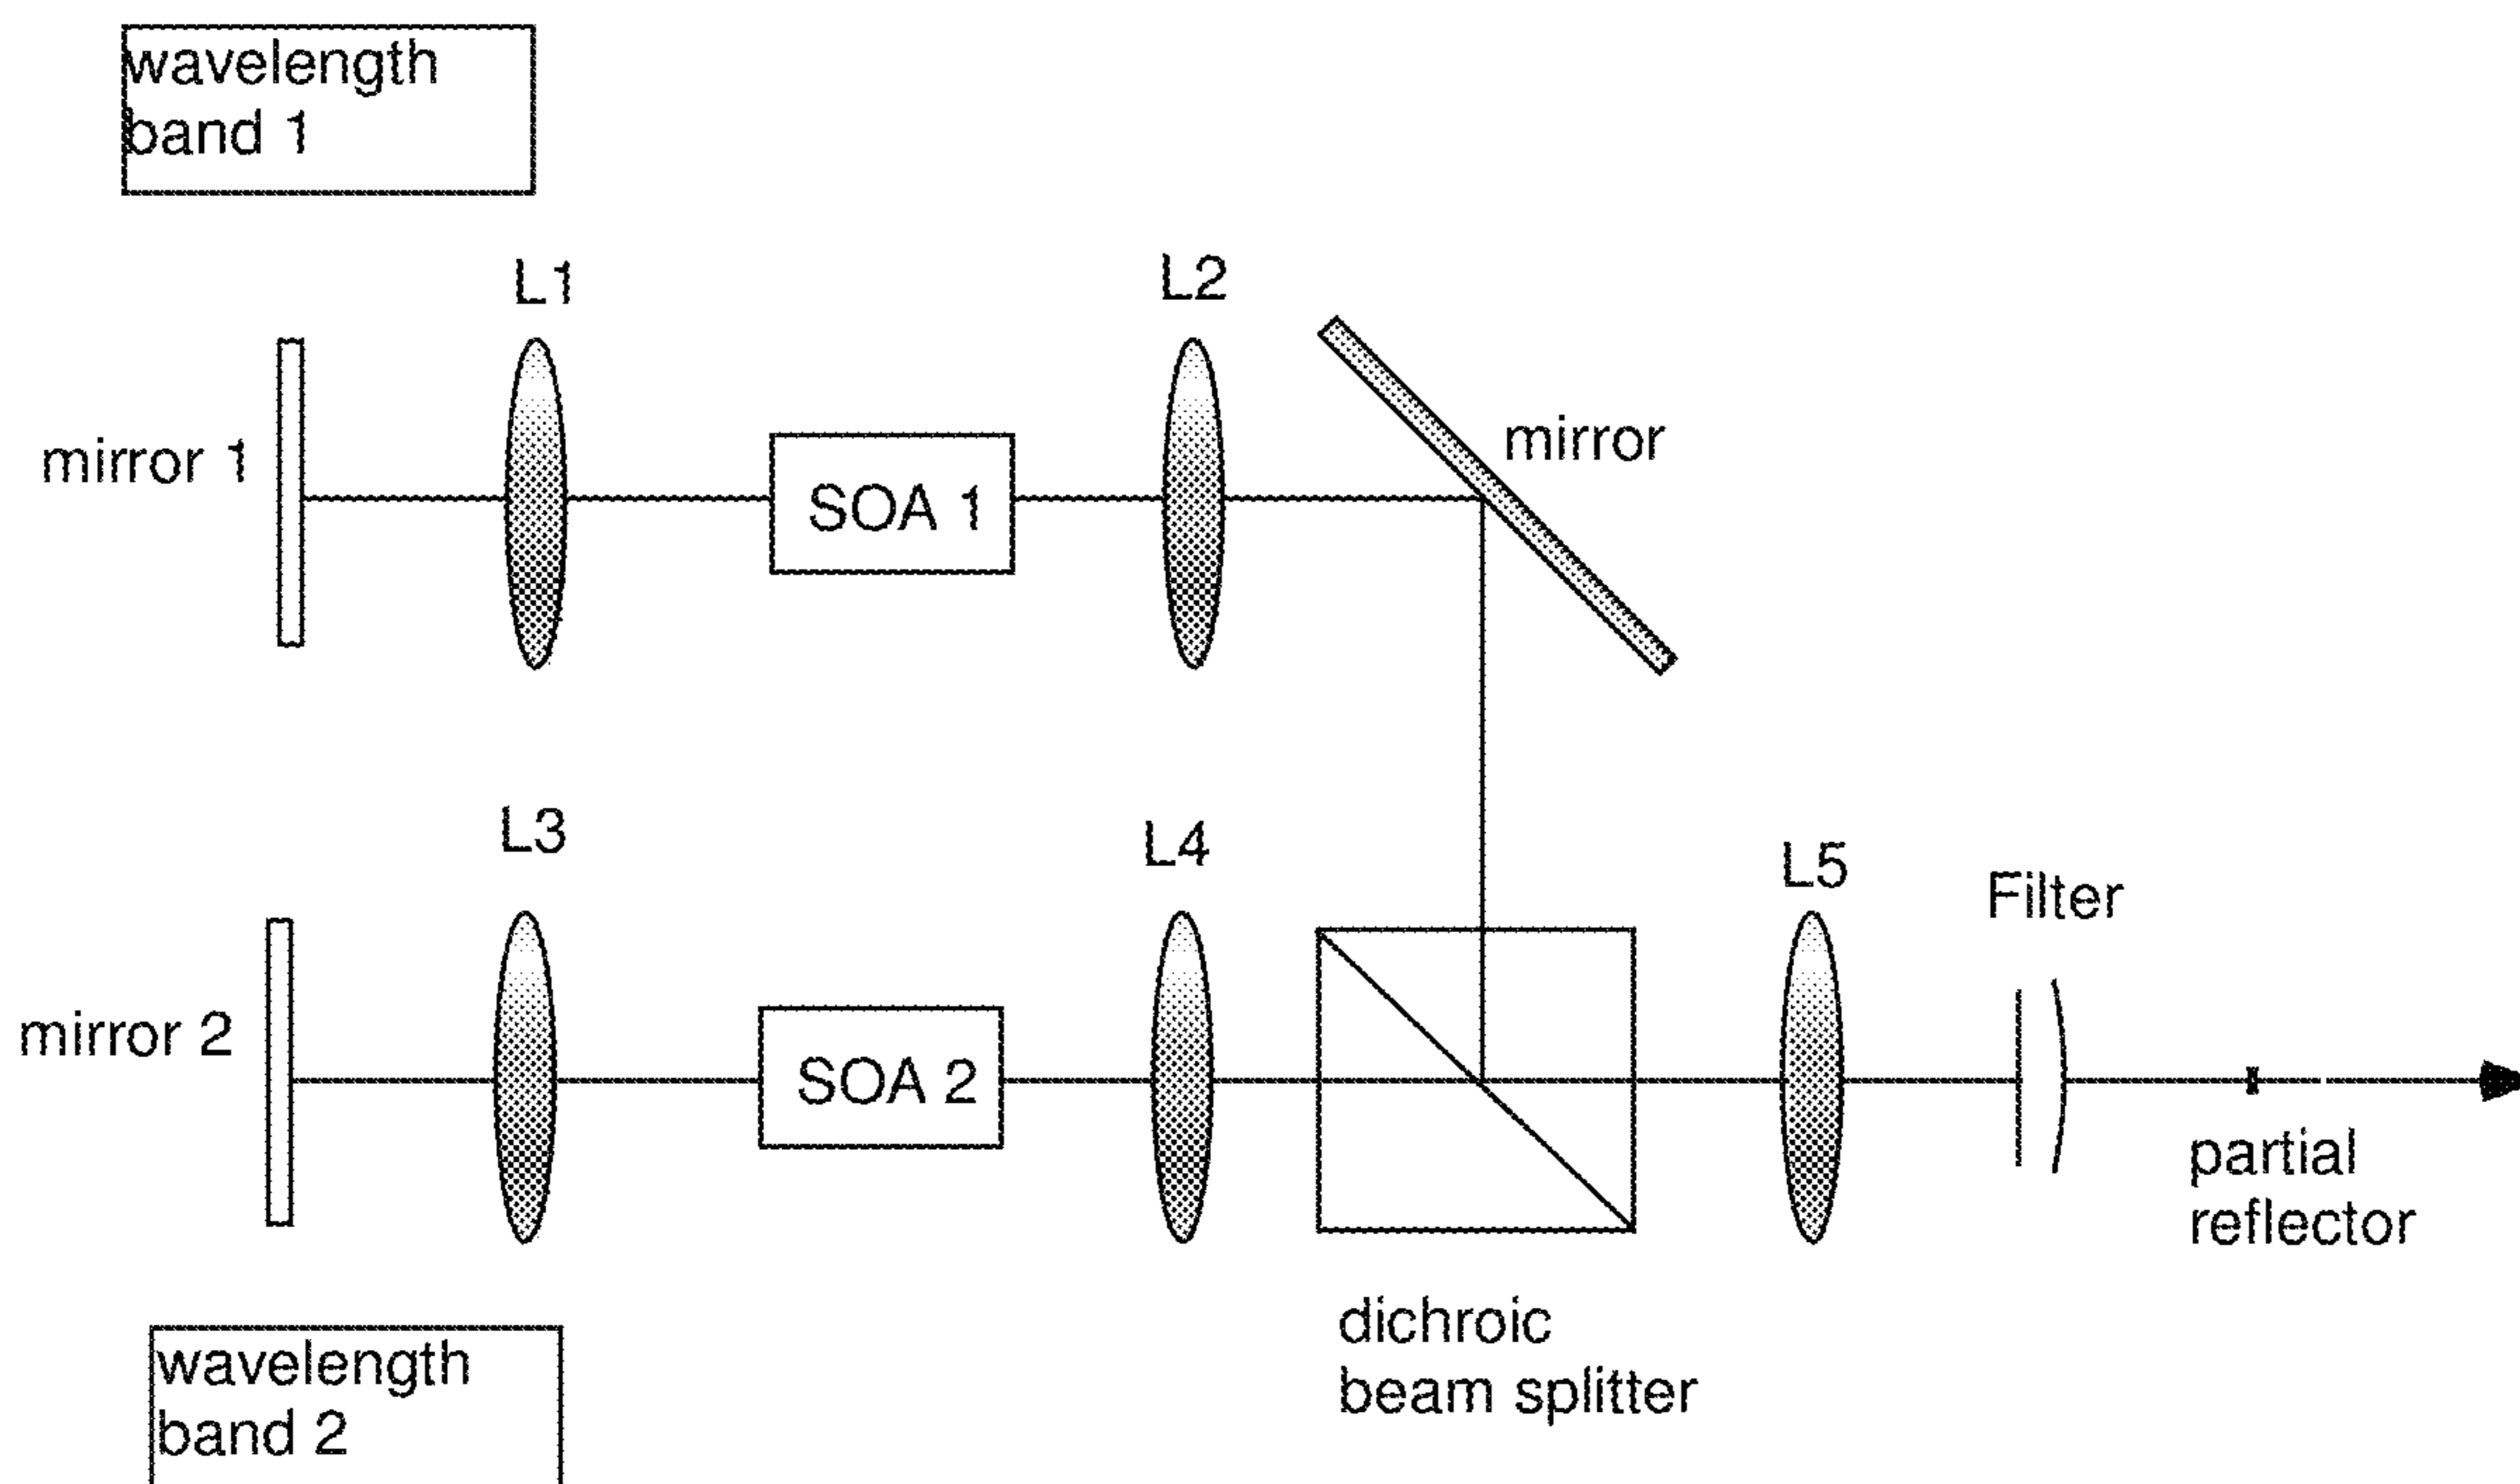 wavelength
band 1
L1
L2
mirror 1
SOA 1
mirror
L3
L4
L5
Filter
mirror 2
SOA 2
partial
reflector
dichroic
beam splitter
wavelength
band 2